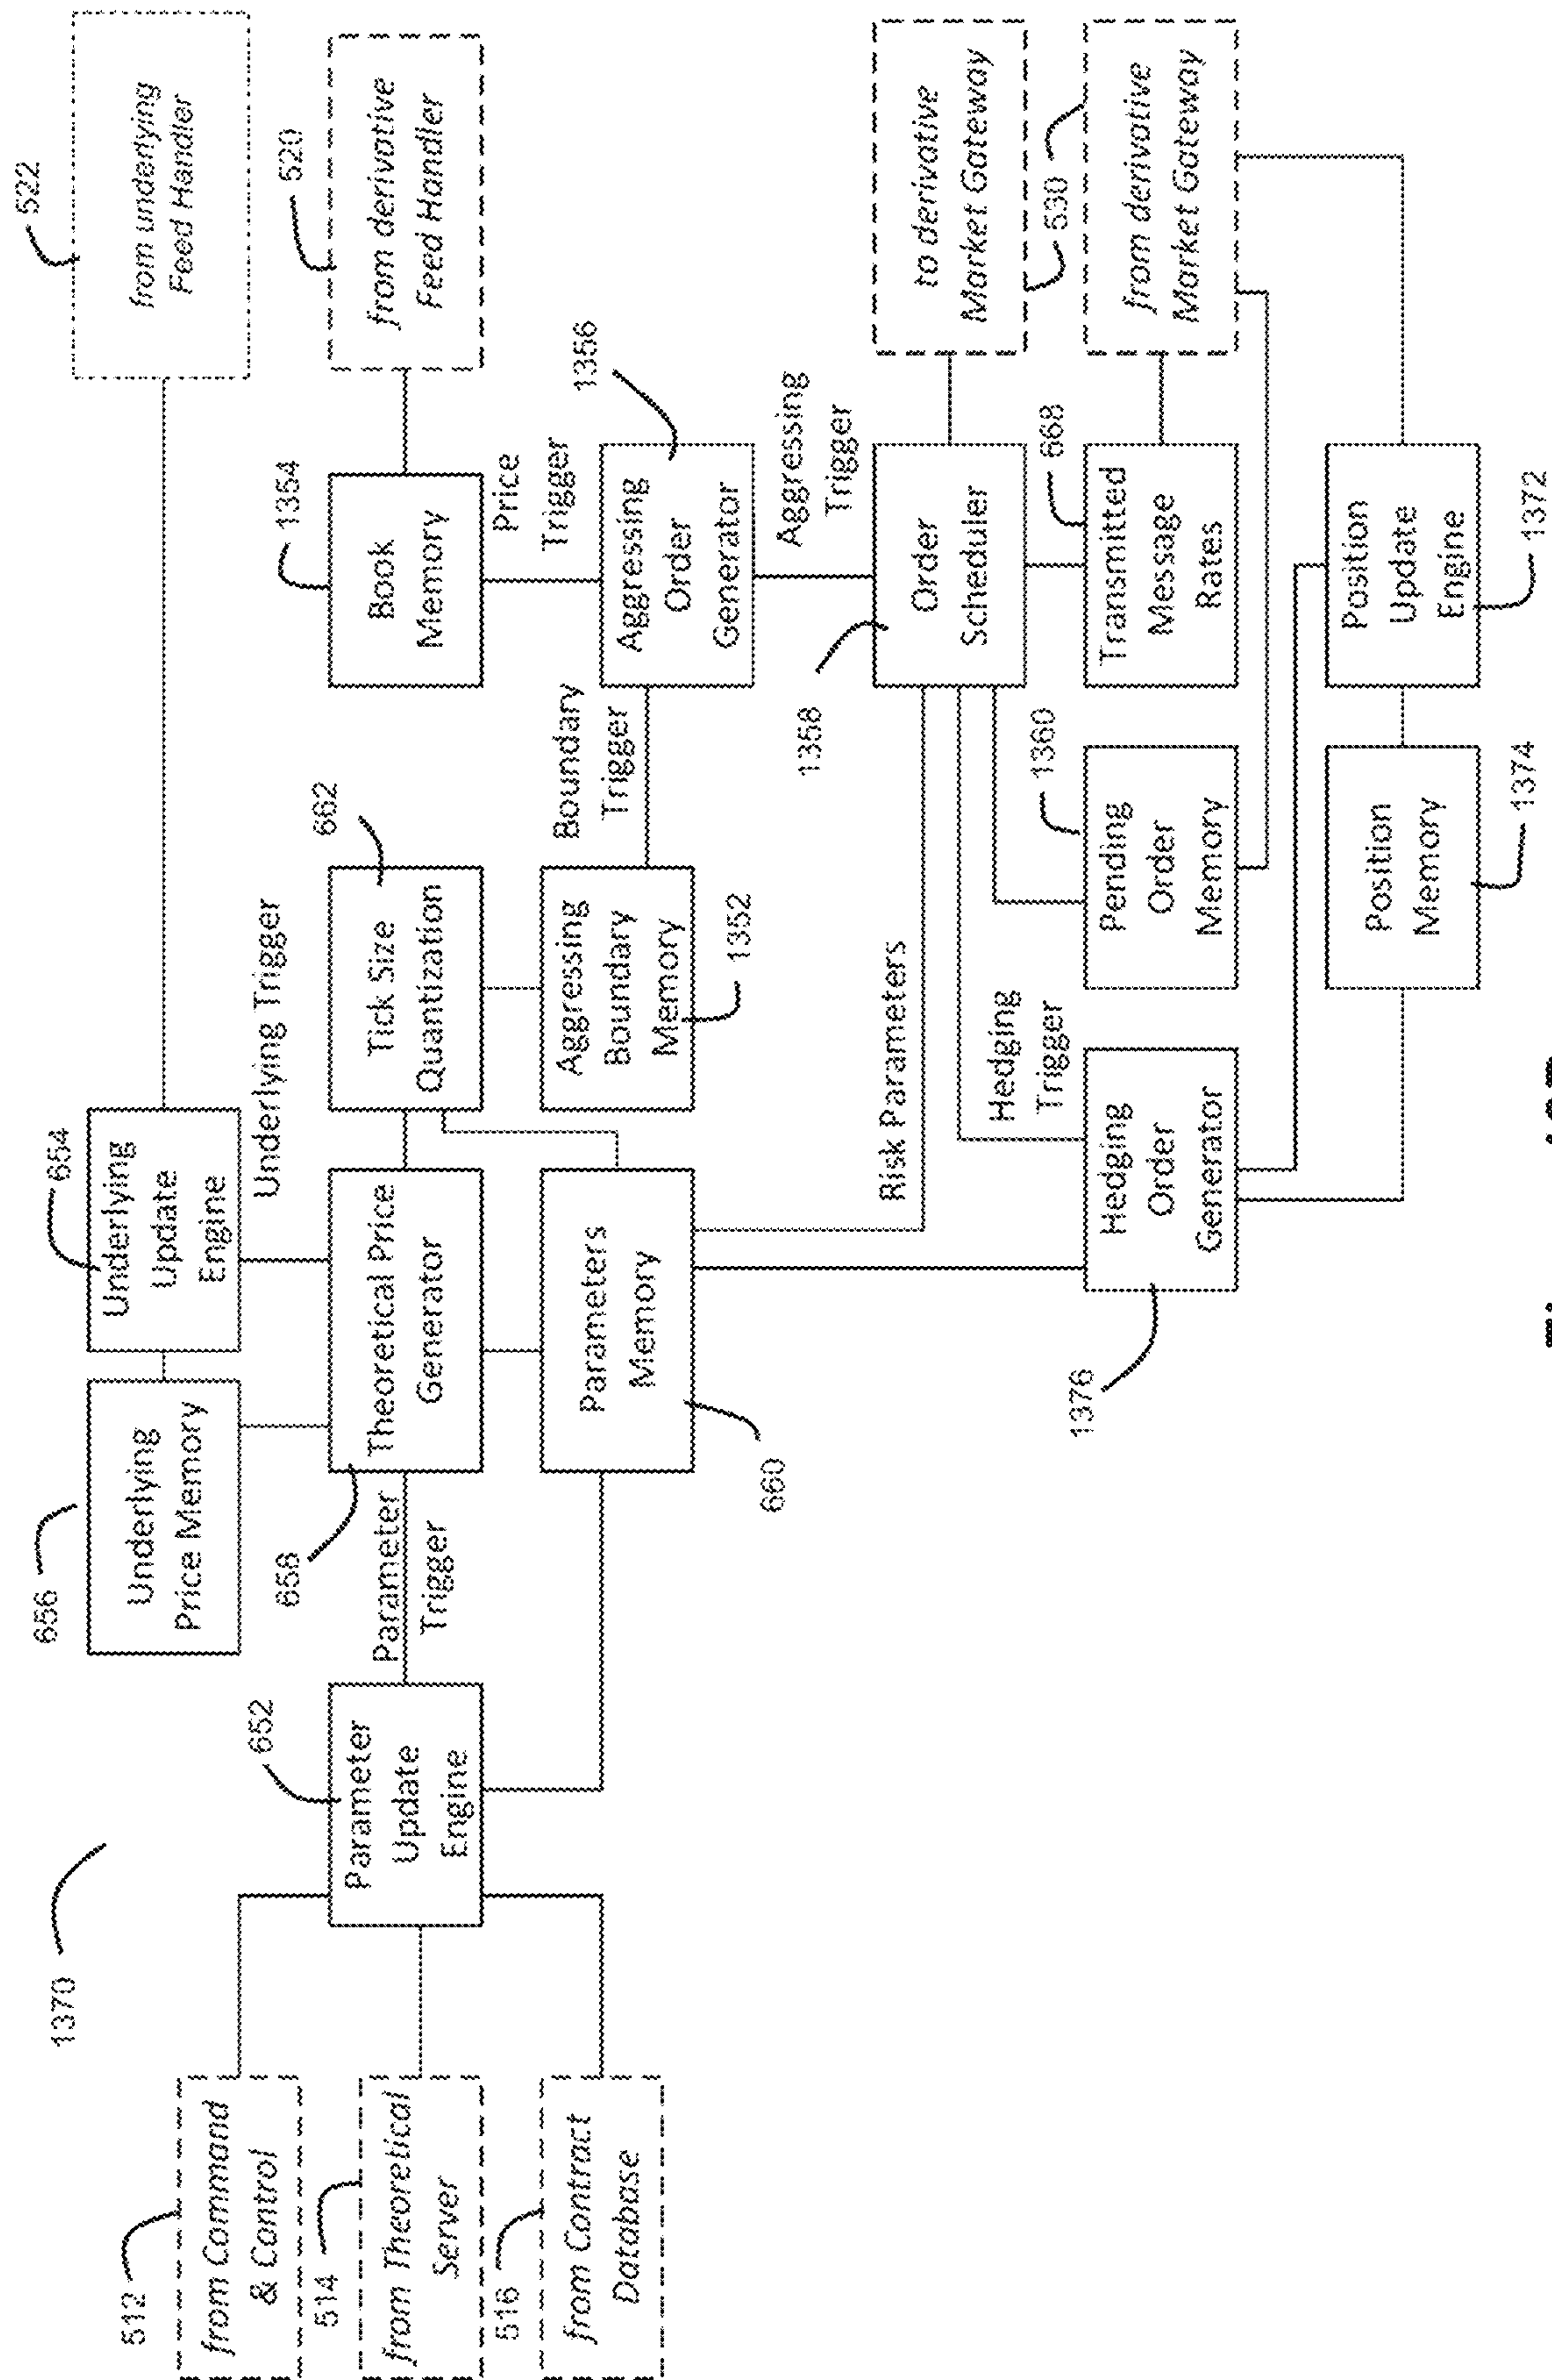 1370
512
from Command
& Control
514
from Theoretical
Server
516
from Contract
Database
652
Parameter
Update
Engine
Parameter
Trigger
656
Underlying
Price Memory
654
Underlying
Update
Engine
Underlying Trigger
522
from underlying
Feed Handler
658
Theoretical Price
Generator
662
Tick Size
Quantization
1354
Book
Memory
520
from derivative
Feed Handler
Price
Trigger
660
Parameters
Memory
Aggressing
Boundary
Memory
1352
Boundary
Trigger
1356
Aggressing
Order
Generator
Aggressing
Trigger
Risk Parameters
1358
Order
Scheduler
to derivative
Market Gateway
530
Hedging
Trigger
1376
Hedging
Order
Generator
1360
Pending
Order
Memory
668
Transmitted
Message
Rates
from derivative
Market Gateway
Position
Memory
1374
Position
Update
Engine
1372